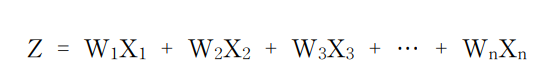 Z = W₁X₁ + W₂X₂ + W₃X₃ + ⋯ + WₙXₙ